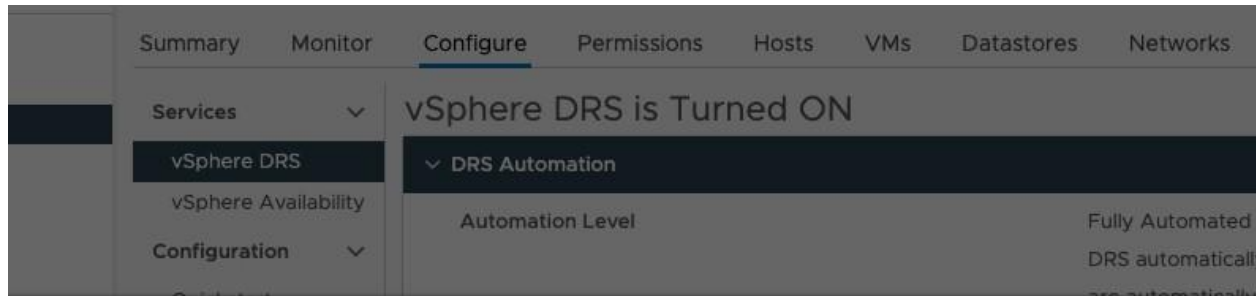 Summary Monitor Configure Permissions Hosts VMs Datastores Networks
Services
vSphere DRS
vSphere Availability
Configuration
vSphere DRS is Turned ON
DRS Automation
Automation Level
Fully Automated
DRS automatically